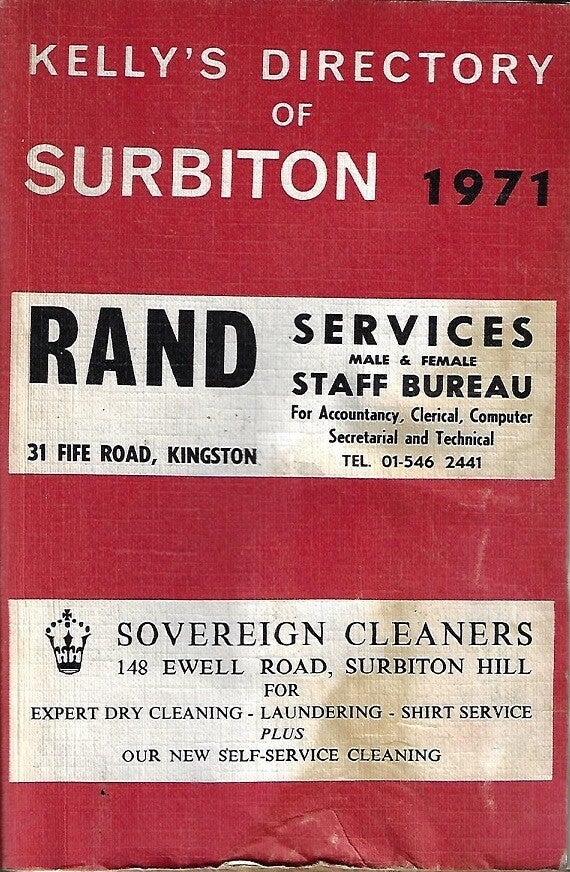 KELLY'S DIRECTORY
OF
SURBITON 1971
RAND
31 FIFE ROAD, KINGSTON
SERVICES
MALE & FEMALE
STAFF BUREAU
For Accountancy, Clerical, Computer
Secretarial and Technical
TEL. 01-546 2441
SOVEREIGN CLEANERS
148 EWELL ROAD, SURBITON HILL
FOR
EXPERT DRY CLEANING - LAUNDERING - SHIRT SERVICE
PLUS
OUR NEW SELF-SERVICE CLEANING